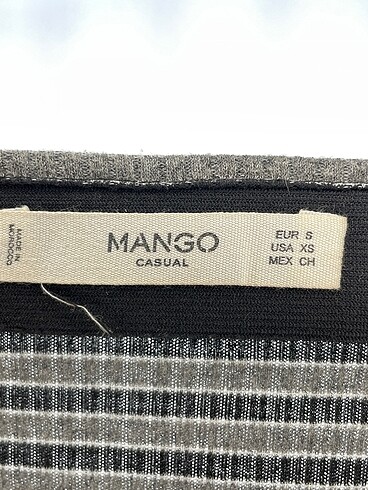 MADE IN
MOROCCO
MANGO
CASUAL
EUR S
USA XS
MEX CH